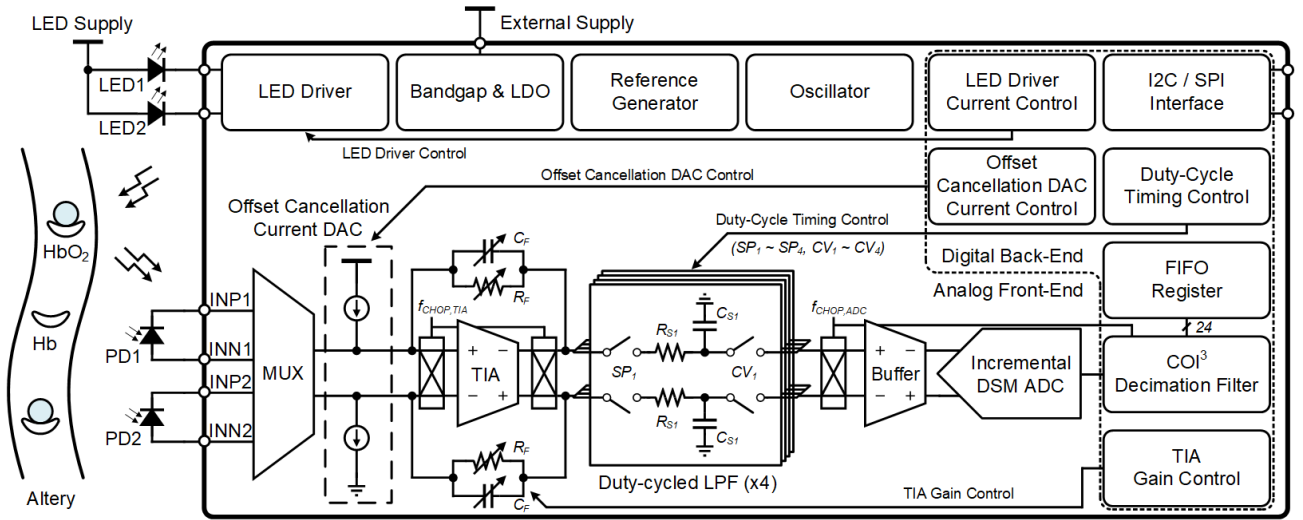 LED Supply
External Supply
LED1
LED2
LED Driver
Bandgap & LDO
Reference
Generator
Oscillator
LED Driver
Current Control
I2C / SPI
Interface
LED Driver Control
Offset Cancellation DAC Control
Offset
Cancellation DAC
Current Control
Duty-Cycle
Timing Control
Offset Cancellation
Current DAC
Duty-Cycle Timing Control
(SP1 ~ SP4, CV1 ~ CV4)
Digital Back-End
Analog Front-End
FIFO
Register
24
HbO2
Hb
Altery
INP1
INN1
INP2
INN2
PD1
PD2
MUX
CF
RF
fCHOP,TIA
+ −
TIA
− +
RF
CF
CS1
RS1
SP1
CV1
RS1
CS1
Duty-cycled LPF (x4)
fCHOP,ADC
+ −
Buffer
− +
Incremental
DSM ADC
COI³
Decimation Filter
TIA
Gain Control
TIA Gain Control